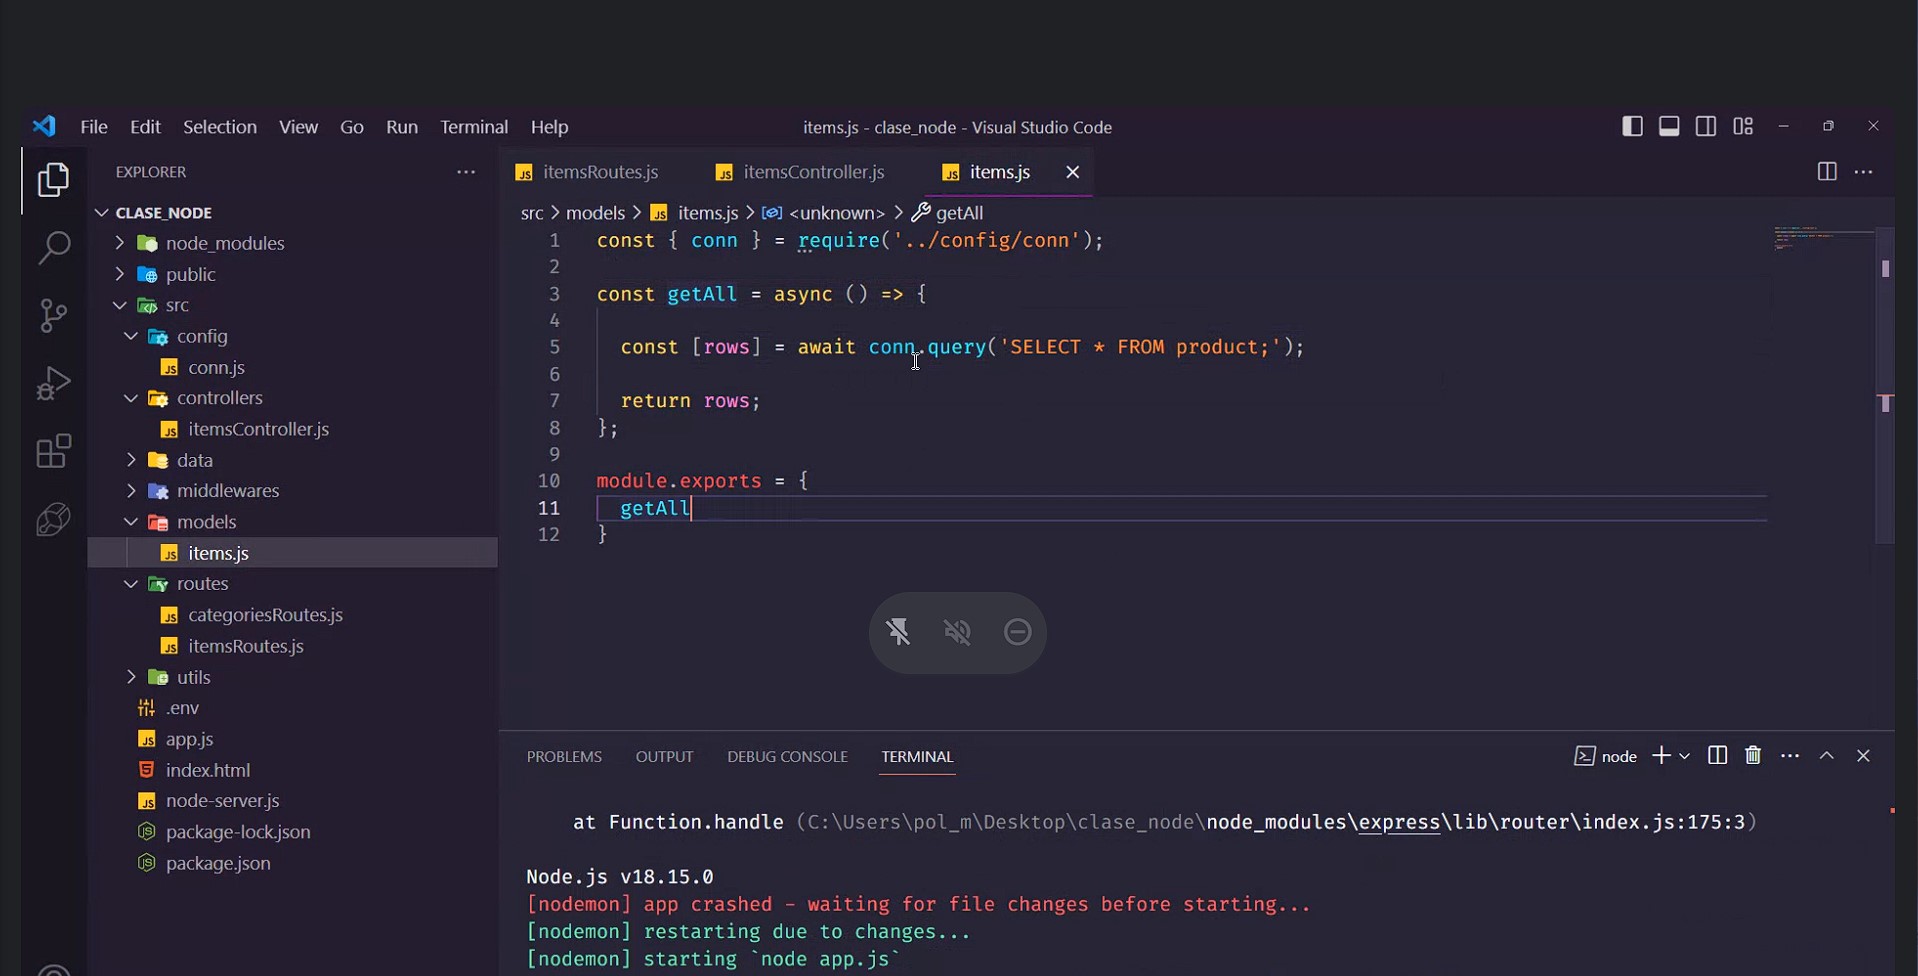 File Edit Selection View Go Run Terminal Help
items.js - clase_node - Visual Studio Code
EXPLORER
CLASE_NODE
node_modules
public
src
config
conn.js
controllers
itemsController.js
data
middlewares
models
items.js
routes
categoriesRoutes.js
itemsRoutes.js
utils
.env
app.js
index.html
node-server.js
package-lock.json
package.json
itemsRoutes.js itemsController.js items.js
src > models > items.js > <unknown> > getAll
1 const { conn } = require('../config/conn');
2
3 const getAll = async () => {
4
5 const [rows] = await conn.query('SELECT * FROM product;');
6
7 return rows;
8 };
9
10 module.exports = {
11 getAll
12 }
PROBLEMS OUTPUT DEBUG CONSOLE TERMINAL
node
at Function.handle (C:\Users\pol_m\Desktop\clase_node\node_modules\express\lib\router\index.js:175:3)
Node.js v18.15.0
[nodemon] app crashed - waiting for file changes before starting...
[nodemon] restarting due to changes...
[nodemon] starting `node app.js`